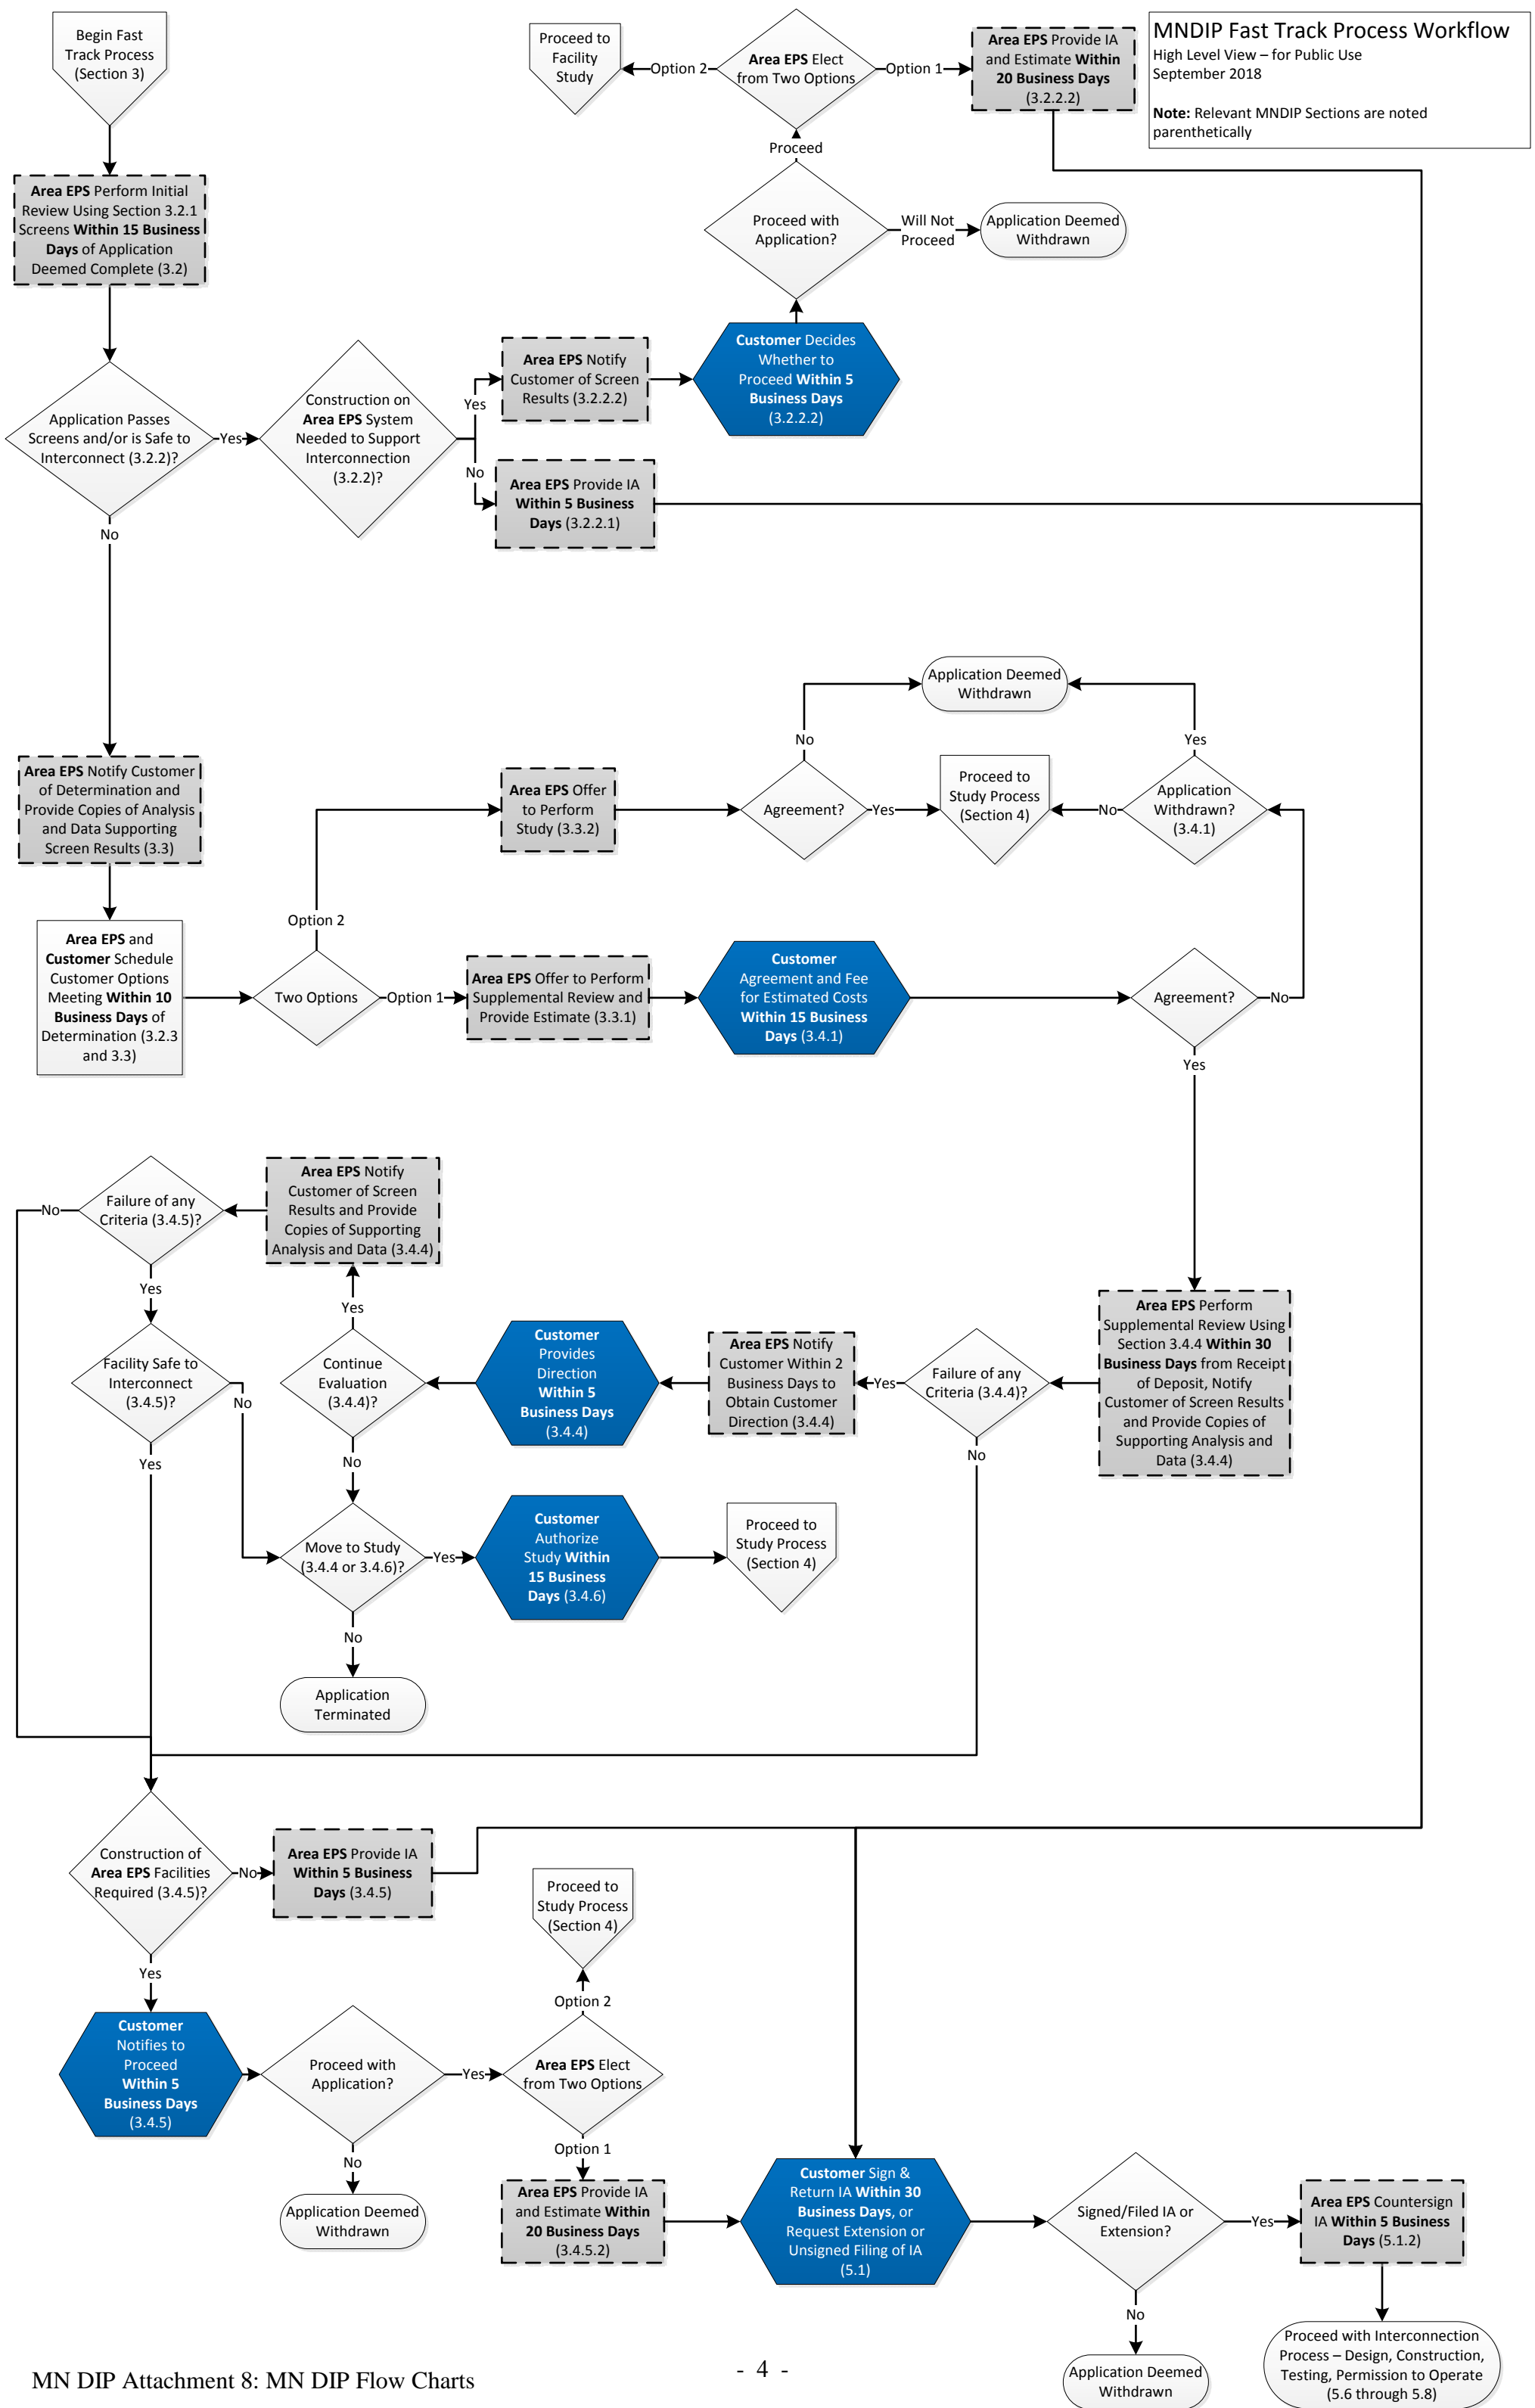 MNDIP Fast Track Process Workflow
High Level View – for Public Use
September 2018
Note: Relevant MNDIP Sections are noted
parenthetically
Begin Fast
Track Process
(Section 3)
Proceed to
Facility
Study
Option 2
Area EPS Elect
from Two Options
Option 1
Area EPS Provide IA
and Estimate Within
20 Business Days
(3.2.2.2)
Proceed
Area EPS Perform Initial
Review Using Section 3.2.1
Screens Within 15 Business
Days of Application
Deemed Complete (3.2)
Proceed with
Application?
Will Not
Proceed
Application Deemed
Withdrawn
Application Passes
Screens and/or is Safe to
Interconnect (3.2.2)?
Yes
Construction on
Area EPS System
Needed to Support
Interconnection
(3.2.2)?
Yes
Area EPS Notify
Customer of Screen
Results (3.2.2.2)
Customer Decides
Whether to
Proceed Within 5
Business Days
(3.2.2.2)
No
Area EPS Provide IA
Within 5 Business
Days (3.2.2.1)
No
Application Deemed
Withdrawn
No
Yes
Area EPS Notify Customer
of Determination and
Provide Copies of Analysis
and Data Supporting
Screen Results (3.3)
Area EPS Offer
to Perform
Study (3.3.2)
Agreement?
Yes
Proceed to
Study Process
(Section 4)
No
Application
Withdrawn?
(3.4.1)
Option 2
Area EPS and
Customer Schedule
Customer Options
Meeting Within 10
Business Days of
Determination (3.2.3
and 3.3)
Two Options
Option 1
Area EPS Offer to Perform
Supplemental Review and
Provide Estimate (3.3.1)
Customer
Agreement and Fee
for Estimated Costs
Within 15 Business
Days (3.4.1)
Agreement?
No
Yes
No
Failure of any
Criteria (3.4.5)?
Area EPS Notify
Customer of Screen
Results and Provide
Copies of Supporting
Analysis and Data (3.4.4)
Yes
Yes
Facility Safe to
Interconnect
(3.4.5)?
No
Continue
Evaluation
(3.4.4)?
Customer
Provides
Direction
Within 5
Business Days
(3.4.4)
Area EPS Notify
Customer Within 2
Business Days to
Obtain Customer
Direction (3.4.4)
Yes
Failure of any
Criteria (3.4.4)?
Area EPS Perform
Supplemental Review Using
Section 3.4.4 Within 30
Business Days from Receipt
of Deposit, Notify
Customer of Screen Results
and Provide Copies of
Supporting Analysis and
Data (3.4.4)
Yes
No
No
Move to Study
(3.4.4 or 3.4.6)?
Yes
Customer
Authorize
Study Within
15 Business
Days (3.4.6)
Proceed to
Study Process
(Section 4)
No
Application
Terminated
Construction of
Area EPS Facilities
Required (3.4.5)?
No
Area EPS Provide IA
Within 5 Business
Days (3.4.5)
Proceed to
Study Process
(Section 4)
Yes
Option 2
Customer
Notifies to
Proceed
Within 5
Business Days
(3.4.5)
Proceed with
Application?
Yes
Area EPS Elect
from Two Options
No
Option 1
Application Deemed
Withdrawn
Area EPS Provide IA
and Estimate Within
20 Business Days
(3.4.5.2)
Customer Sign &
Return IA Within 30
Business Days, or
Request Extension or
Unsigned Filing of IA
(5.1)
Signed/Filed IA or
Extension?
Yes
Area EPS Countersign
IA Within 5 Business
Days (5.1.2)
No
Application Deemed
Withdrawn
Proceed with Interconnection
Process – Design, Construction,
Testing, Permission to Operate
(5.6 through 5.8)
MN DIP Attachment 8: MN DIP Flow Charts
- 4 -